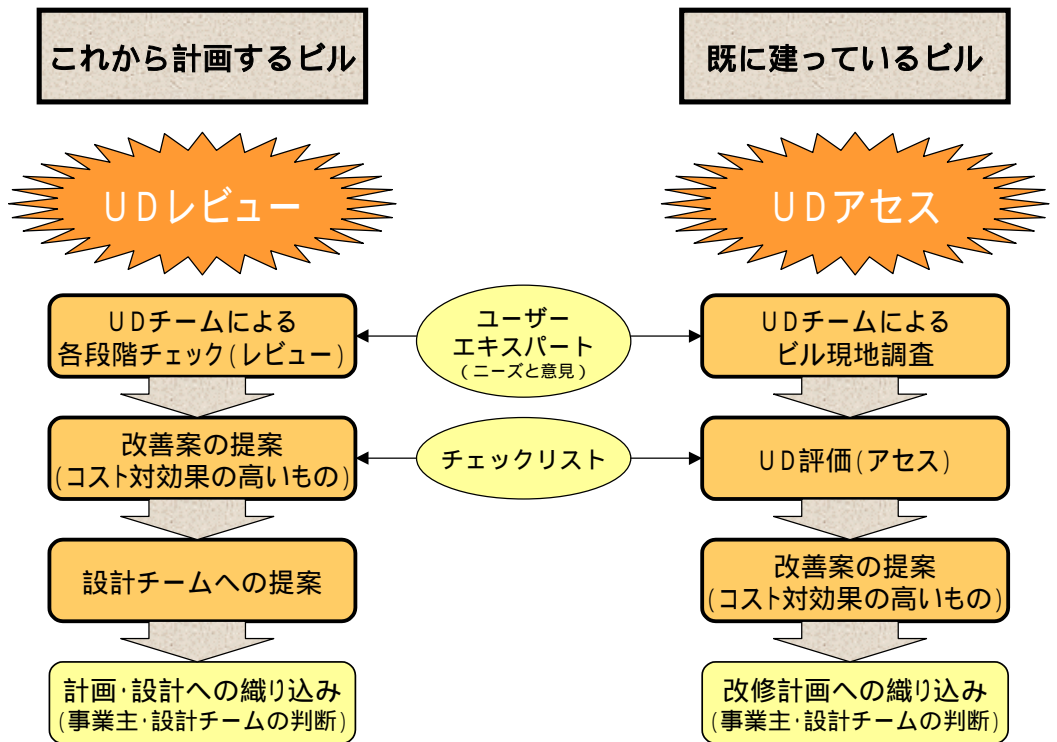 これから計画するビル
既に建っているビル
UDレビュー
UDアセス
UDチームによる
各段階チェック(レビュー)
ユーザー
エキスパート
(ニーズと意見)
UDチームによる
ビル現地調査
改善案の提案
(コスト対効果の高いもの)
チェックリスト
UD評価(アセス)
設計チームへの提案
改善案の提案
(コスト対効果の高いもの)
計画･設計への織り込み
(事業主･設計チームの判断)
改修計画への織り込み
(事業主･設計チームの判断)